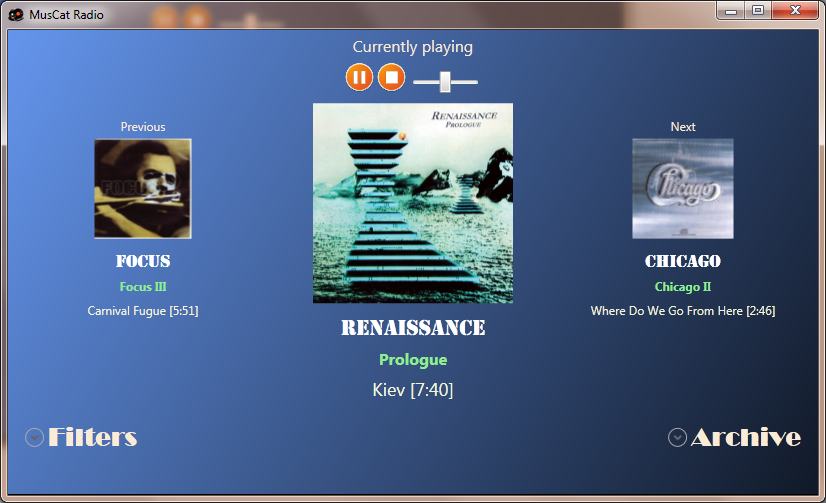 MusCat Radio
Currently playing
Previous
FOCUS
FOCUS
Focus III
Carnival Fugue [5:51]
RENAISSANCE
PROLOGUE
RENAISSANCE
Prologue
Kiev [7:40]
Next
Chicago
CHICAGO
Chicago II
Where Do We Go From Here [2:46]
Filters
Archive